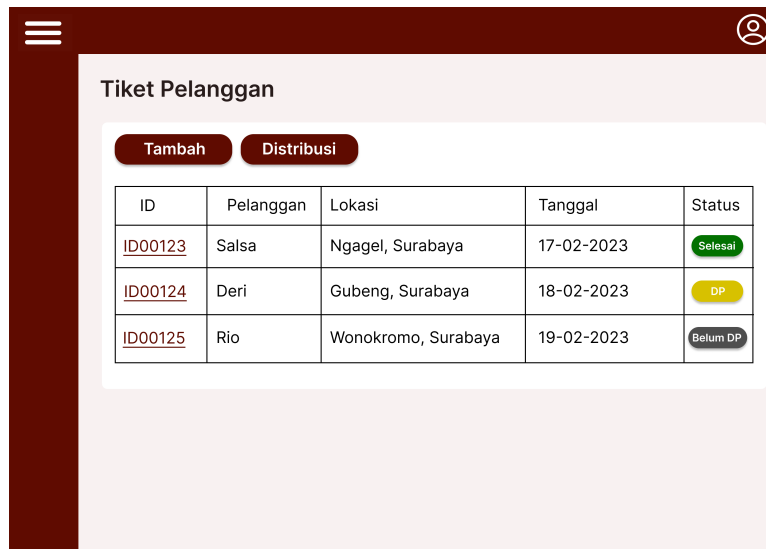 Tiket Pelanggan
Tambah Distribusi
ID Pelanggan Lokasi Tanggal Status
ID00123 Salsa Ngagel, Surabaya 17-02-2023 Selesai
ID00124 Deri Gubeng, Surabaya 18-02-2023 DP
ID00125 Rio Wonokromo, Surabaya 19-02-2023 Belum DP